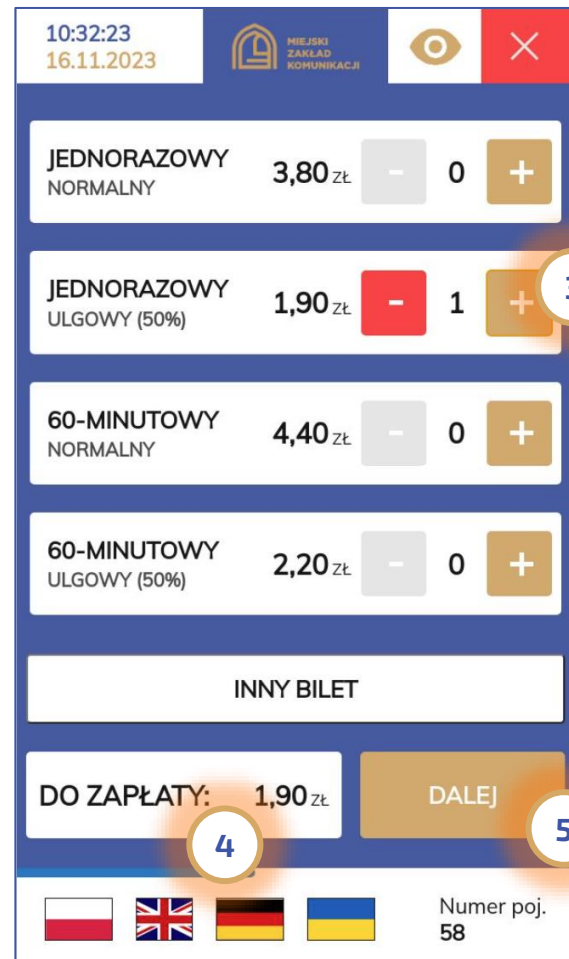 10:32:23
16.11.2023
MIEJSKI
ZAKŁAD
KOMUNIKACJI
JEDNORAZOWY
NORMALNY
3,80 ZŁ - 0 +
JEDNORAZOWY
ULGOWY (50%)
1,90 ZŁ - 1 +
3
60-MINUTOWY
NORMALNY
4,40 ZŁ - 0 +
60-MINUTOWY
ULGOWY (50%)
2,20 ZŁ - 0 +
INNY BILET
DO ZAPŁATY: 1,90 ZŁ
DALEJ
4
5
Numer poj.
58